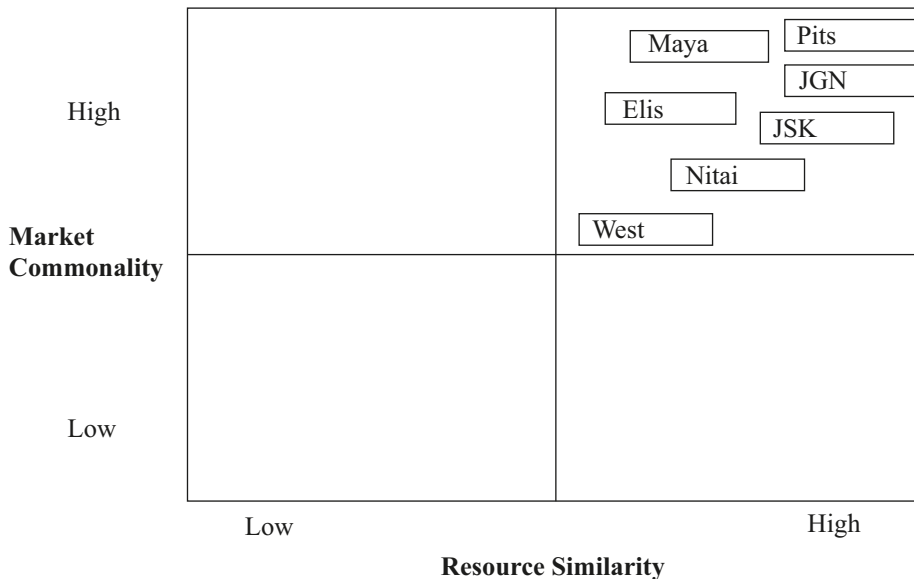 Pits
Maya
JGN
High
Elis
JSK
Nitai
West
Market
Commonality
Low
Low
High
Resource Similarity